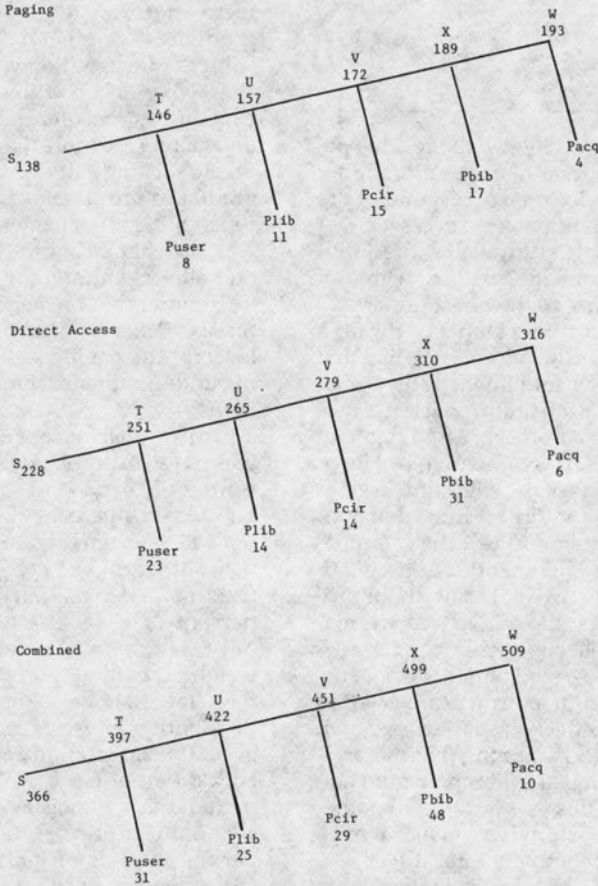 Paging
W
193
X
189
V
172
U
157
T
146
S138
Pacq
4
Pbib
17
Pcir
15
Plib
11
Puser
8
Direct Access
W
316
X
310
V
279
U
265
T
251
S228
Pacq
6
Pbib
31
Pcir
14
Plib
14
Puser
23
Combined
W
509
X
499
V
451
U
422
T
397
S
366
Pacq
10
Pbib
48
Pcir
29
Plib
25
Puser
31